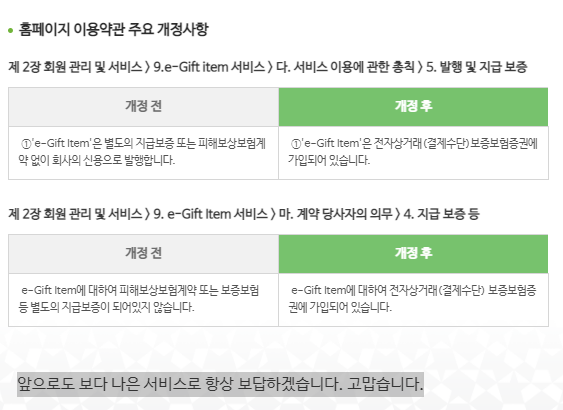 • 홈페이지 이용약관 주요 개정사항
제 2장 회원 관리 및 서비스 > 9.e-Gift item 서비스 > 다. 서비스 이용에 관한 총칙 > 5. 발행 및 지급 보증
개정 전
개정 후
①'e-Gift Item'은 별도의 지급보증 또는 피해보상보험계
약 없이 회사의 신용으로 발행합니다.
①'e-Gift Item'은 전자상거래(결제수단)보증보험증권에
가입되어 있습니다.
제 2장 회원 관리 및 서비스 > 9. e-Gift Item 서비스 > 마. 계약 당사자의 의무 > 4. 지급 보증 등
개정 전
개정 후
e-Gift Item에 대하여 피해보상보험계약 또는 보증보험
등 별도의 지급보증이 되어있지 않습니다.
e-Gift Item에 대하여 전자상거래(결제수단) 보증보험증
권에 가입되어 있습니다.
앞으로도 보다 나은 서비스로 항상 보답하겠습니다. 고맙습니다.